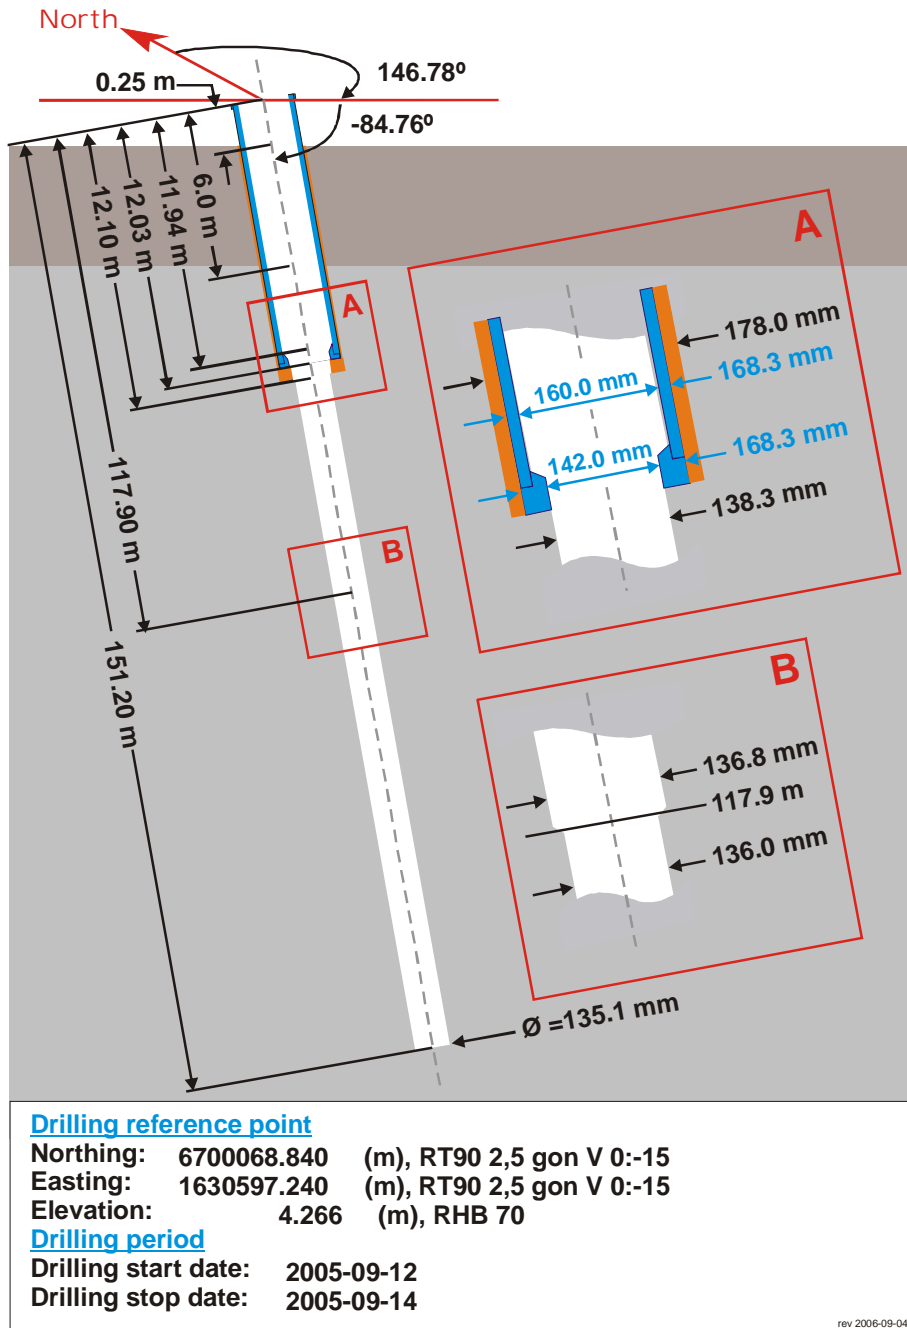 North
146.78º
0.25 m
-84.76º
6.0 m
11.94 m
12.03 m
12.10 m
117.90 m
151.20 m
A
B
A
178.0 mm
168.3 mm
160.0 mm
168.3 mm
142.0 mm
138.3 mm
B
136.8 mm
117.9 m
136.0 mm
Ø =135.1 mm
Drilling reference point
Northing: 6700068.840 (m), RT90 2,5 gon V 0:-15
Easting: 1630597.240 (m), RT90 2,5 gon V 0:-15
Elevation: 4.266 (m), RHB 70
Drilling period
Drilling start date: 2005-09-12
Drilling stop date: 2005-09-14
rev 2006-09-04